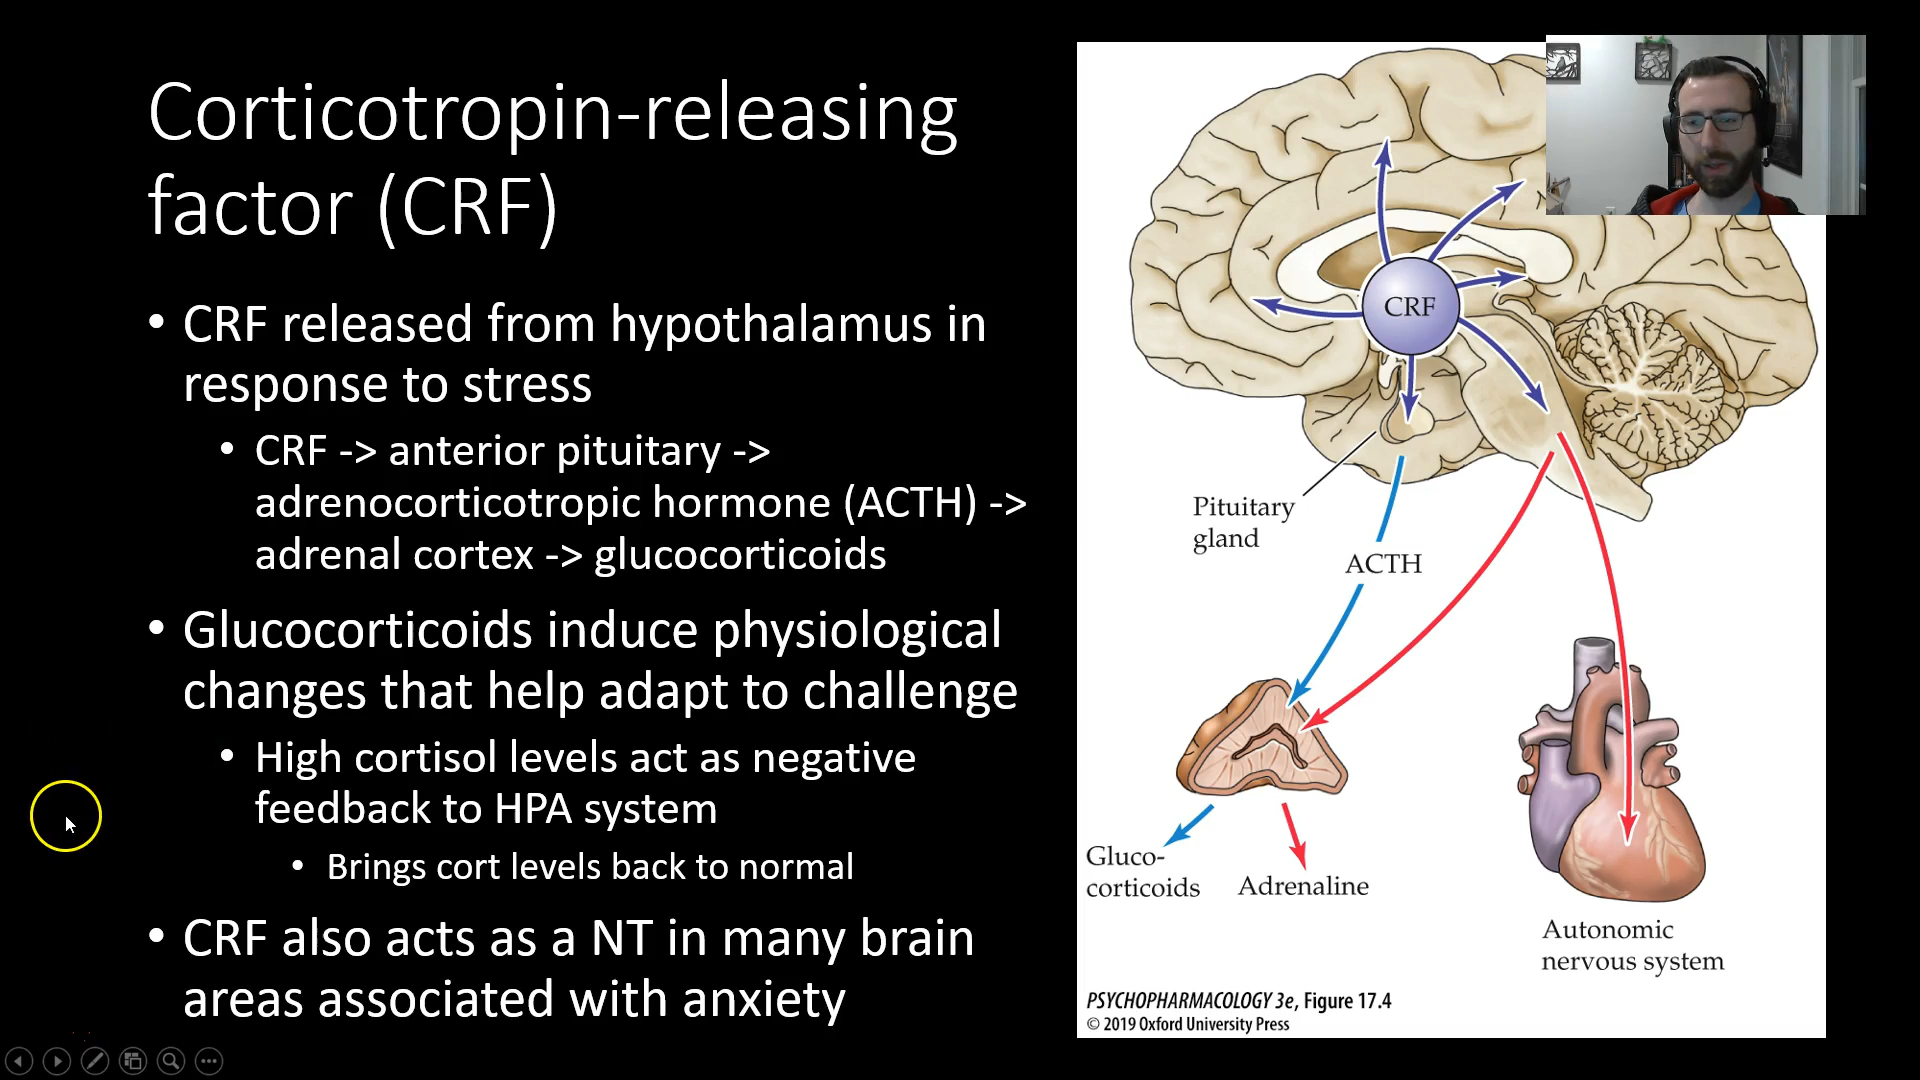 Corticotropin-releasing
factor (CRF)
• CRF released from hypothalamus in
response to stress
• CRF -> anterior pituitary ->
adrenocorticotropic hormone (ACTH) ->
adrenal cortex -> glucocorticoids
• Glucocorticoids induce physiological
changes that help adapt to challenge
• High cortisol levels act as negative
feedback to HPA system
• Brings cort levels back to normal
• CRF also acts as a NT in many brain
areas associated with anxiety
CRF
Pituitary
gland
ACTH
Gluco-
corticoids
Adrenaline
Autonomic
nervous system
PSYCHOPHARMACOLOGY 3e, Figure 17.4
© 2019 Oxford University Press